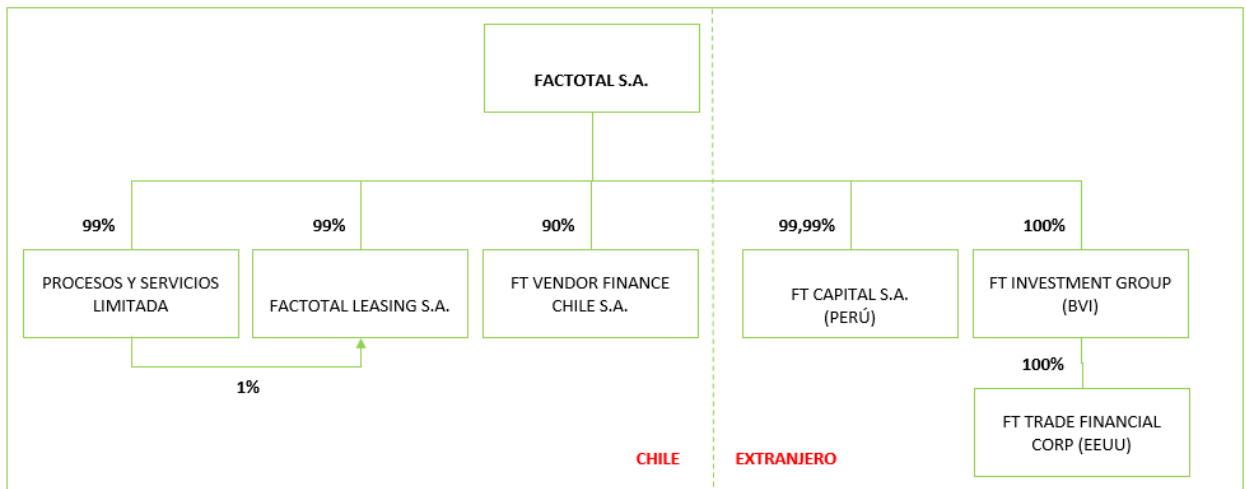 FACTOTAL S.A.
99%
99%
90%
99,99%
100%
PROCESOS Y SERVICIOS
LIMITADA
FACTOTAL LEASING S.A.
FT VENDOR FINANCE
CHILE S.A.
FT CAPITAL S.A.
(PERÚ)
FT INVESTMENT GROUP
(BVI)
1%
100%
FT TRADE FINANCIAL
CORP (EEUU)
CHILE
EXTRANJERO